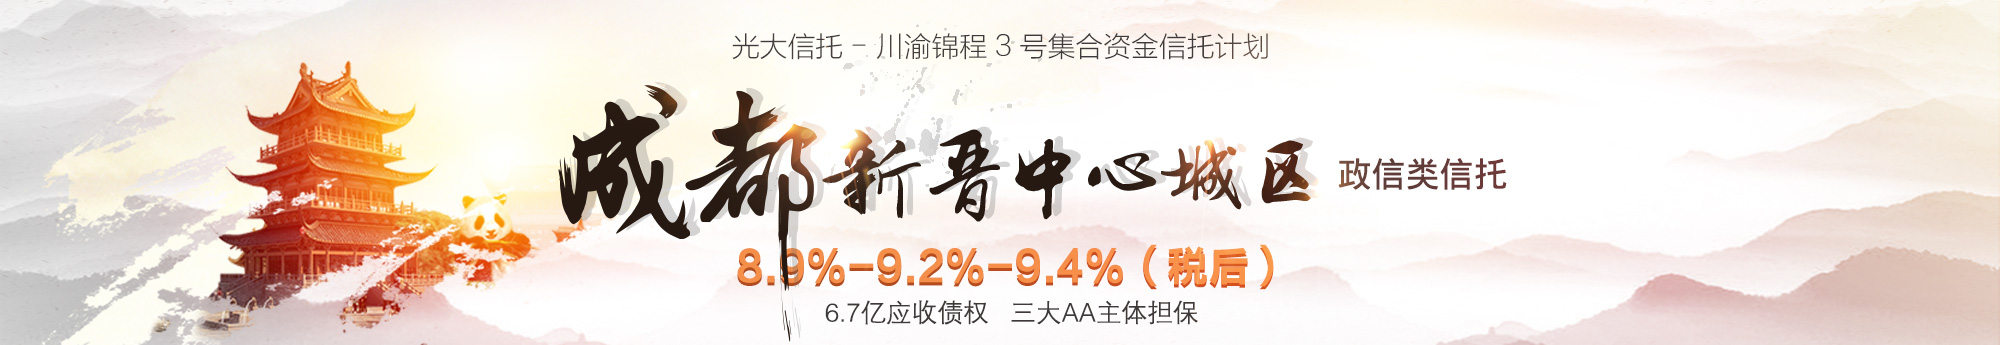 光大信托 - 川渝锦程 3 号集合资金信托计划
成都新晋中心城区 政信类信托
8.9%-9.2%-9.4%（税后）
6.7亿应收债权 三大AA主体担保